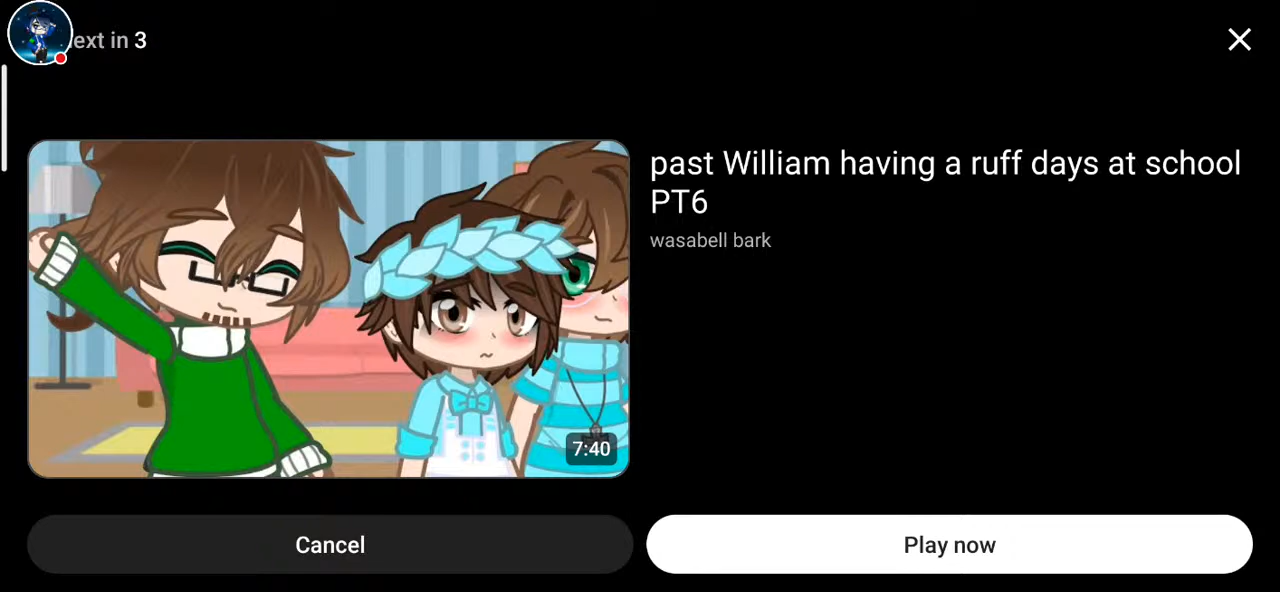 ext in 3
past William having a ruff days at school
PT6
wasabell bark
7:40
Cancel
Play now